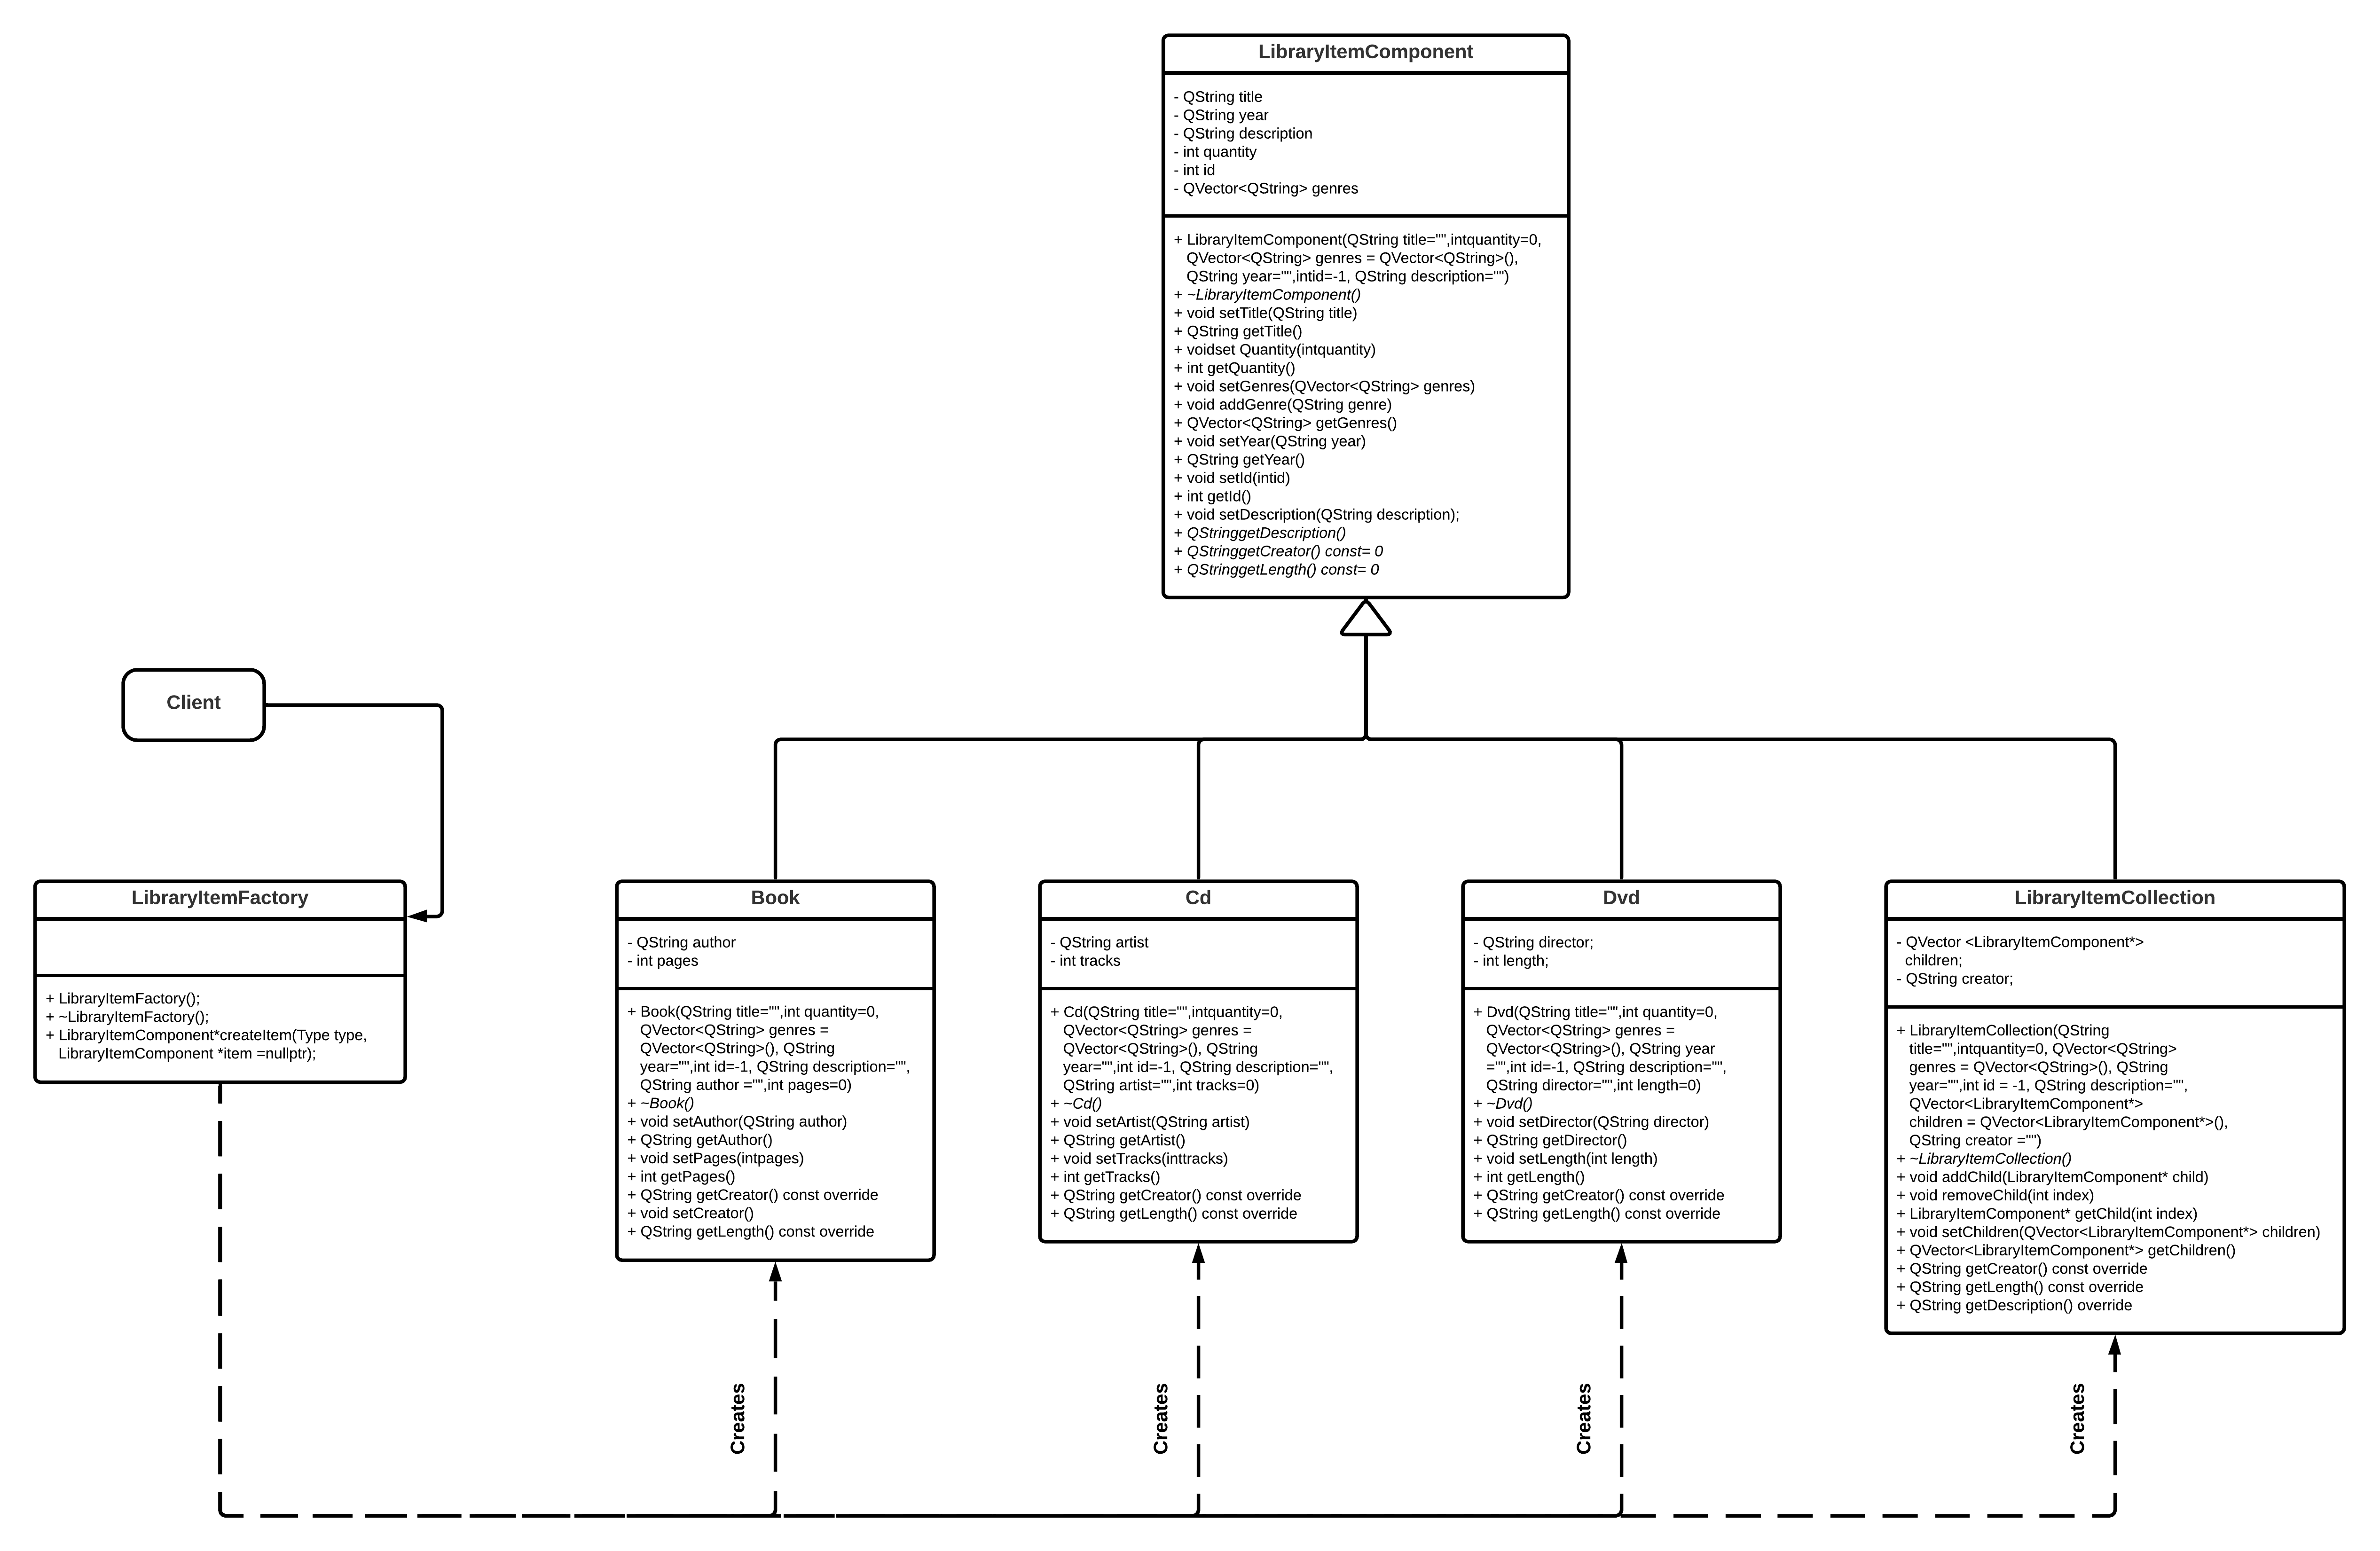 LibraryItemComponent
- QString title
- QString year
- QString description
- int quantity
- int id
- QVector<QString> genres
+ LibraryItemComponent(QString title="",intquantity=0,
QVector<QString> genres = QVector<QString>(),
QString year="",intid=-1, QString description="")
+ ~LibraryItemComponent()
+ void setTitle(QString title)
+ QString getTitle()
+ voidset Quantity(intquantity)
+ int getQuantity()
+ void setGenres(QVector<QString> genres)
+ void addGenre(QString genre)
+ QVector<QString> getGenres()
+ void setYear(QString year)
+ QString getYear()
+ void setId(intid)
+ int getId()
+ void setDescription(QString description);
+ QStringgetDescription()
+ QStringgetCreator() const= 0
+ QStringgetLength() const= 0
Client
LibraryItemFactory
+ LibraryItemFactory();
+ ~LibraryItemFactory();
+ LibraryItemComponent*createItem(Type type,
LibraryItemComponent *item =nullptr);
Book
- QString author
- int pages
+ Book(QString title="",int quantity=0,
QVector<QString> genres =
QVector<QString>(), QString
year="",int id=-1, QString description="",
QString author ="",int pages=0)
+ ~Book()
+ void setAuthor(QString author)
+ QString getAuthor()
+ void setPages(intpages)
+ int getPages()
+ QString getCreator() const override
+ void setCreator()
+ QString getLength() const override
Cd
- QString artist
- int tracks
+ Cd(QString title="",intquantity=0,
QVector<QString> genres =
QVector<QString>(), QString
year="",int id=-1, QString description="",
QString artist="",int tracks=0)
+ ~Cd()
+ void setArtist(QString artist)
+ QString getArtist()
+ void setTracks(inttracks)
+ int getTracks()
+ QString getCreator() const override
+ QString getLength() const override
Dvd
- QString director;
- int length;
+ Dvd(QString title="",int quantity=0,
QVector<QString> genres =
QVector<QString>(), QString year
="",int id=-1, QString description="",
QString director="",int length=0)
+ ~Dvd()
+ void setDirector(QString director)
+ QString getDirector()
+ void setLength(int length)
+ int getLength()
+ QString getCreator() const override
+ QString getLength() const override
LibraryItemCollection
- QVector <LibraryItemComponent*>
children;
- QString creator;
+ LibraryItemCollection(QString
title="",intquantity=0, QVector<QString>
genres = QVector<QString>(), QString
year="",int id = -1, QString description="",
QVector<LibraryItemComponent*>
children = QVector<LibraryItemComponent*>(),
QString creator ="")
+ ~LibraryItemCollection()
+ void addChild(LibraryItemComponent* child)
+ void removeChild(int index)
+ LibraryItemComponent* getChild(int index)
+ void setChildren(QVector<LibraryItemComponent*> children)
+ QVector<LibraryItemComponent*> getChildren()
+ QString getCreator() const override
+ QString getLength() const override
+ QString getDescription() override
Creates
Creates
Creates
Creates